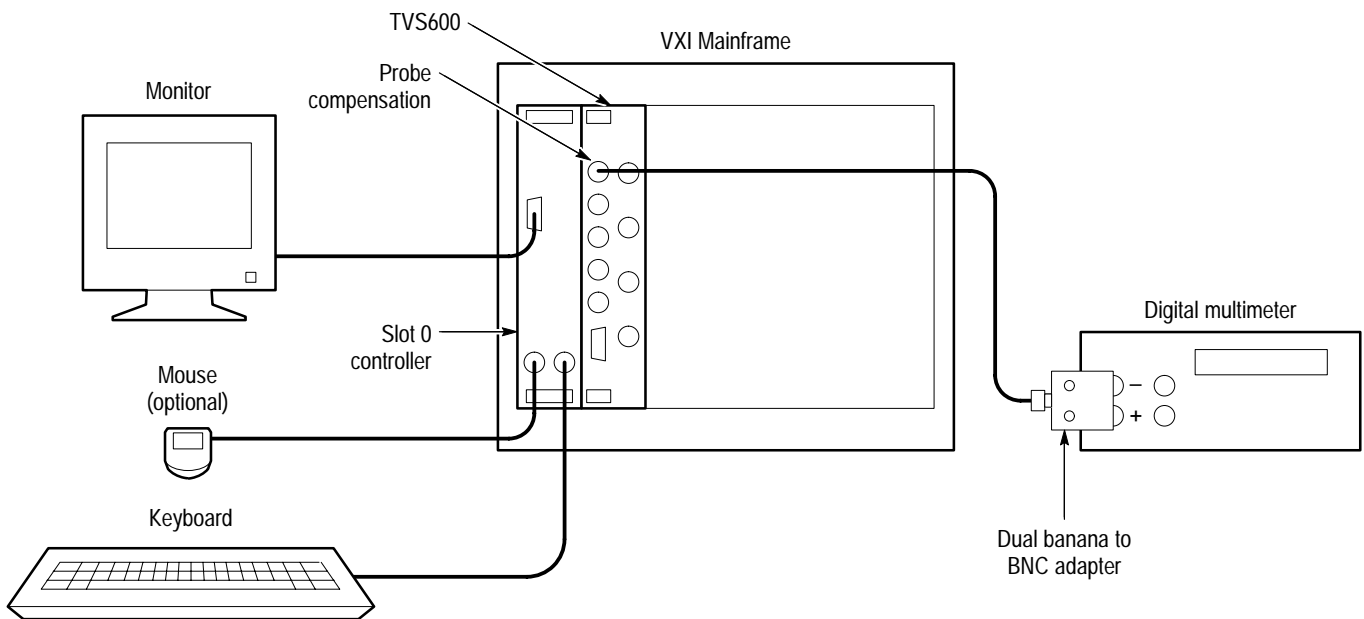 TVS600
VXI Mainframe
Probe
compensation
Monitor
Slot 0
controller
Digital multimeter
Mouse
(optional)
−
+
Keyboard
Dual banana to
BNC adapter